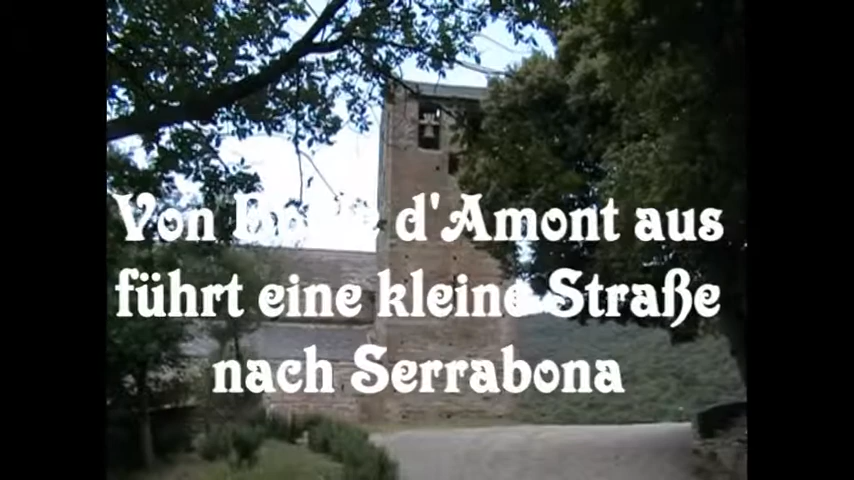 Von d'Amont aus
führt eine kleine Straße
nach Serrabona